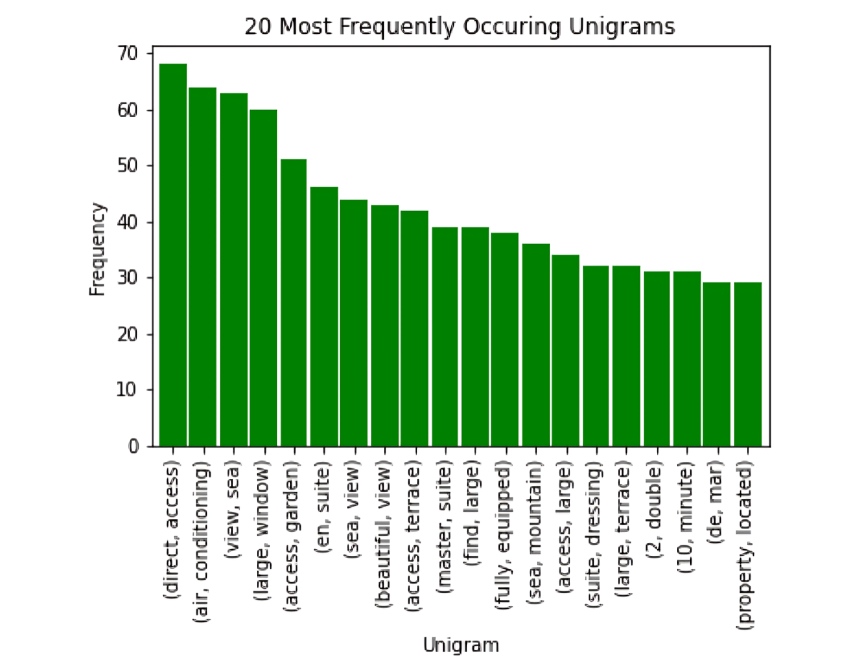 20 Most Frequently Occuring Unigrams
Frequency
70
60
50
40
30
20
10
0
(direct, access)
(air, conditioning)
(view, sea)
(large, window)
(access, garden)
(en, suite)
(sea, view)
(beautiful, view)
(access, terrace)
(master, suite)
(find, large)
(fully, equipped)
(sea, mountain)
(access, large)
(suite, dressing)
(large, terrace)
(2, double)
(10, minute)
(de, mar)
(property, located)
Unigram